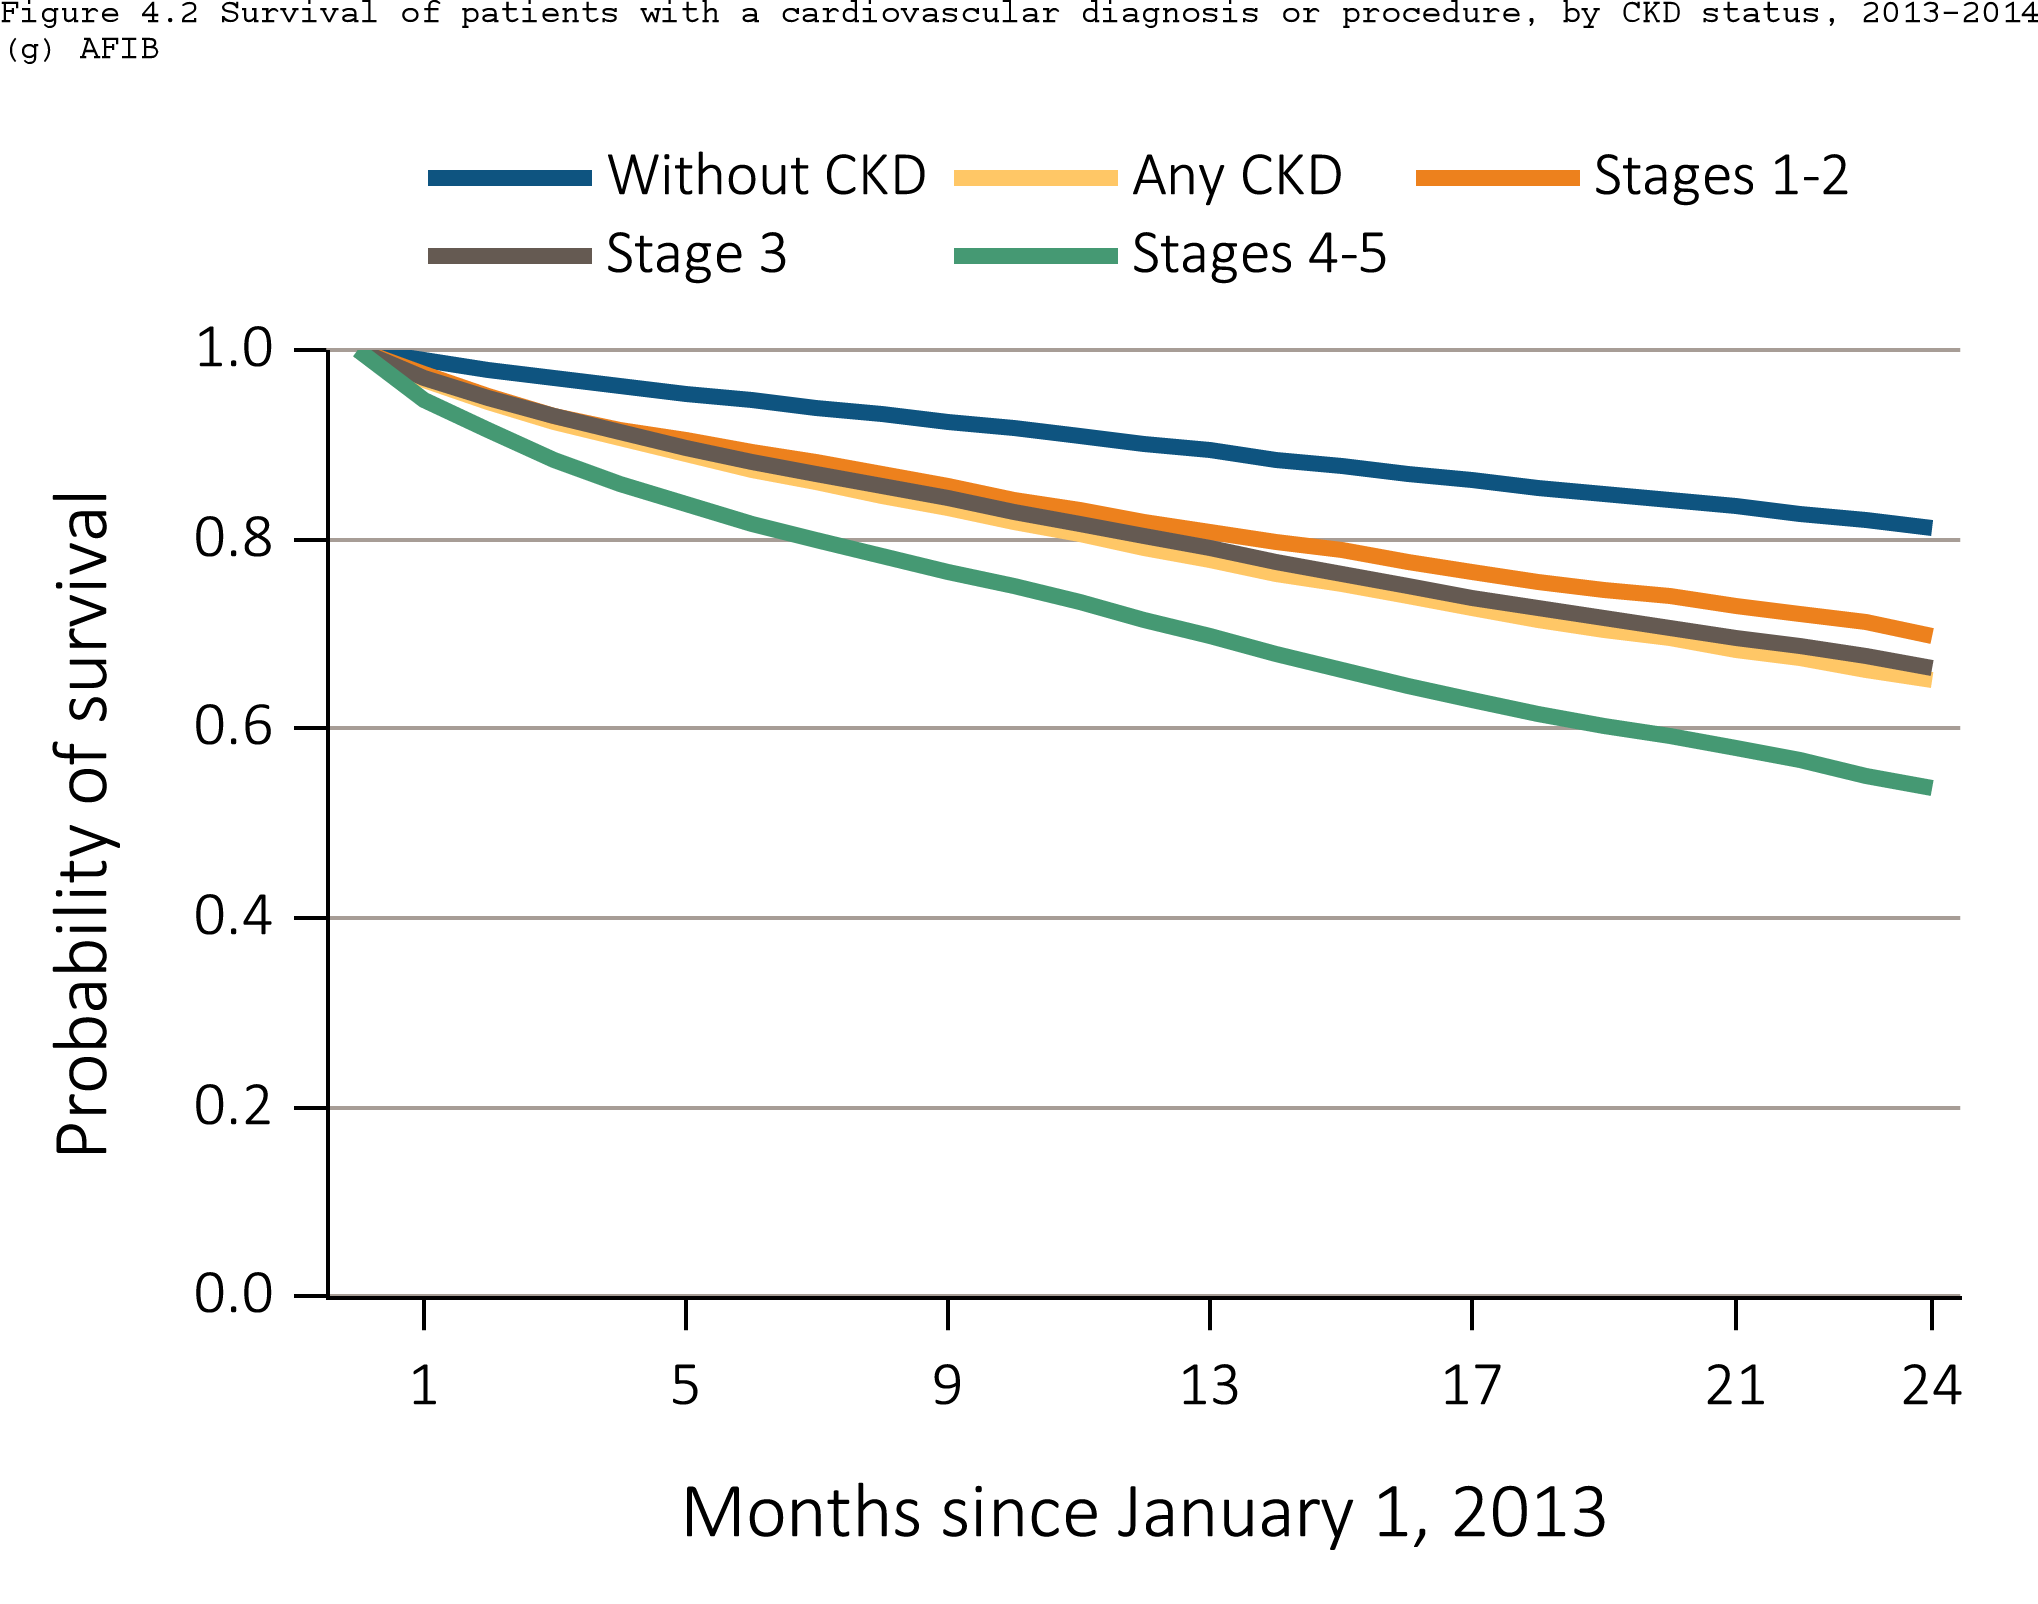 Figure 4.2 Survival of patients with a cardiovascular diagnosis or procedure, by CKD status, 2013-2014
(g) AFIB
Without CKD Any CKD Stages 1-2
Stage 3 Stages 4-5
1.0
0.8
0.6
0.4
0.2
0.0
Probability of survival
1 5 9 13 17 21 24
Months since January 1, 2013